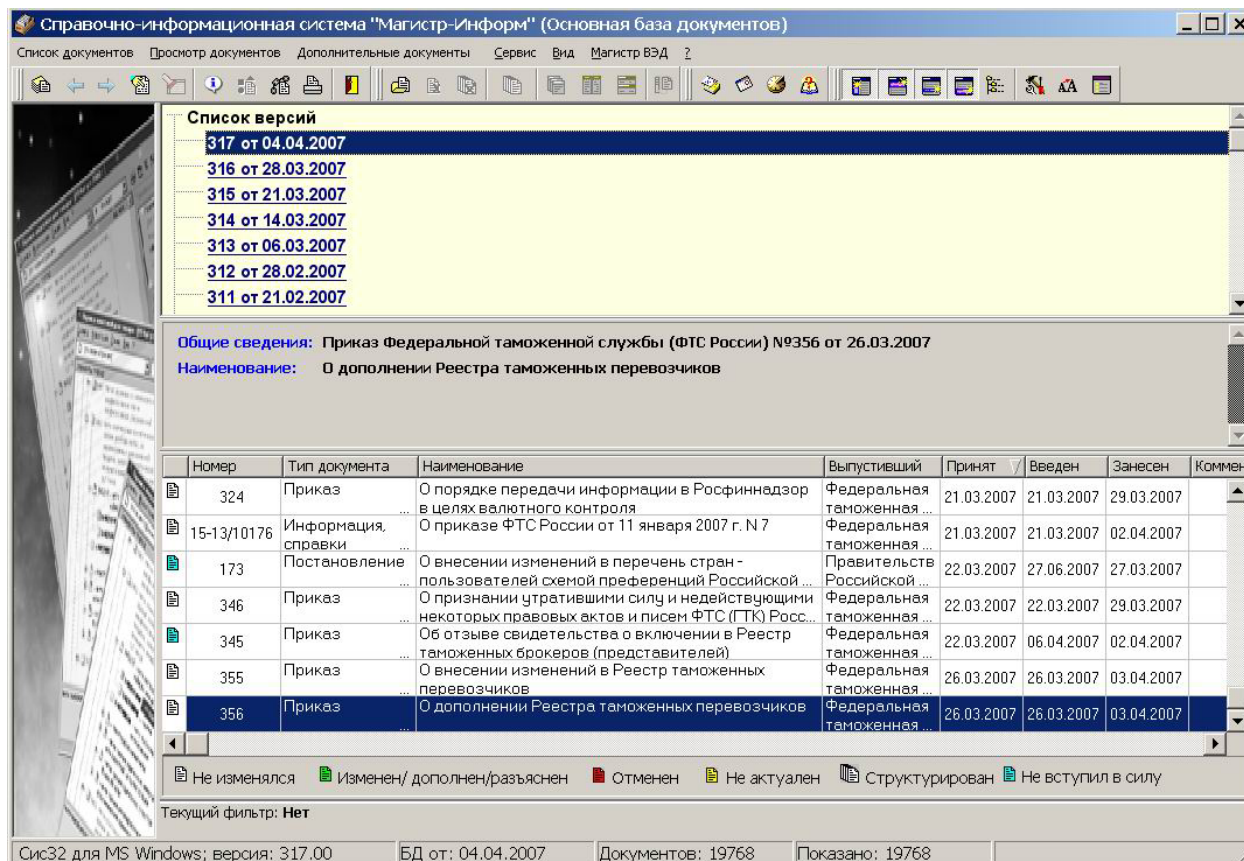 Справочно-информационная система "Магистр-Информ" (Основная база документов)
Список документов Просмотр документов Дополнительные документы Сервис Вид Магистр ВЭД ?
Список версий
317 от 04.04.2007
316 от 28.03.2007
315 от 21.03.2007
314 от 14.03.2007
313 от 06.03.2007
312 от 28.02.2007
311 от 21.02.2007
Общие сведения: Приказ Федеральной таможенной службы (ФТС России) №356 от 26.03.2007
Наименование: О дополнении Реестра таможенных перевозчиков
Номер Тип документа Наименование Выпустивший Принят Введен Занесен Коммен
324 Приказ ... О порядке передачи информации в Росфиннадзор в целях валютного контроля Федеральная таможенная ... 21.03.2007 21.03.2007 29.03.2007
15-13/10176 Информация, справки ... О приказе ФТС России от 11 января 2007 г. N 7 Федеральная таможенная ... 21.03.2007 21.03.2007 02.04.2007
173 Постановление ... О внесении изменений в перечень стран - пользователей схемой преференций Российской ... Правительств Российской ... 22.03.2007 27.06.2007 27.03.2007
346 Приказ ... О признании утратившими силу и недействующими некоторых правовых актов и писем ФТС (ГТК) Росс... Федеральная таможенная ... 22.03.2007 22.03.2007 29.03.2007
345 Приказ ... Об отзыве свидетельства о включении в Реестр таможенных брокеров (представителей) Федеральная таможенная ... 22.03.2007 06.04.2007 02.04.2007
355 Приказ ... О внесении изменений в Реестр таможенных перевозчиков Федеральная таможенная ... 26.03.2007 26.03.2007 03.04.2007
356 Приказ ... О дополнении Реестра таможенных перевозчиков Федеральная таможенная ... 26.03.2007 26.03.2007 03.04.2007
Не изменялся Изменен/ дополнен/разъяснен Отменен Не актуален Структурирован Не вступил в силу
Текущий фильтр: Нет
Сис32 для MS Windows; версия: 317.00 БД от: 04.04.2007 Документов: 19768 Показано: 19768